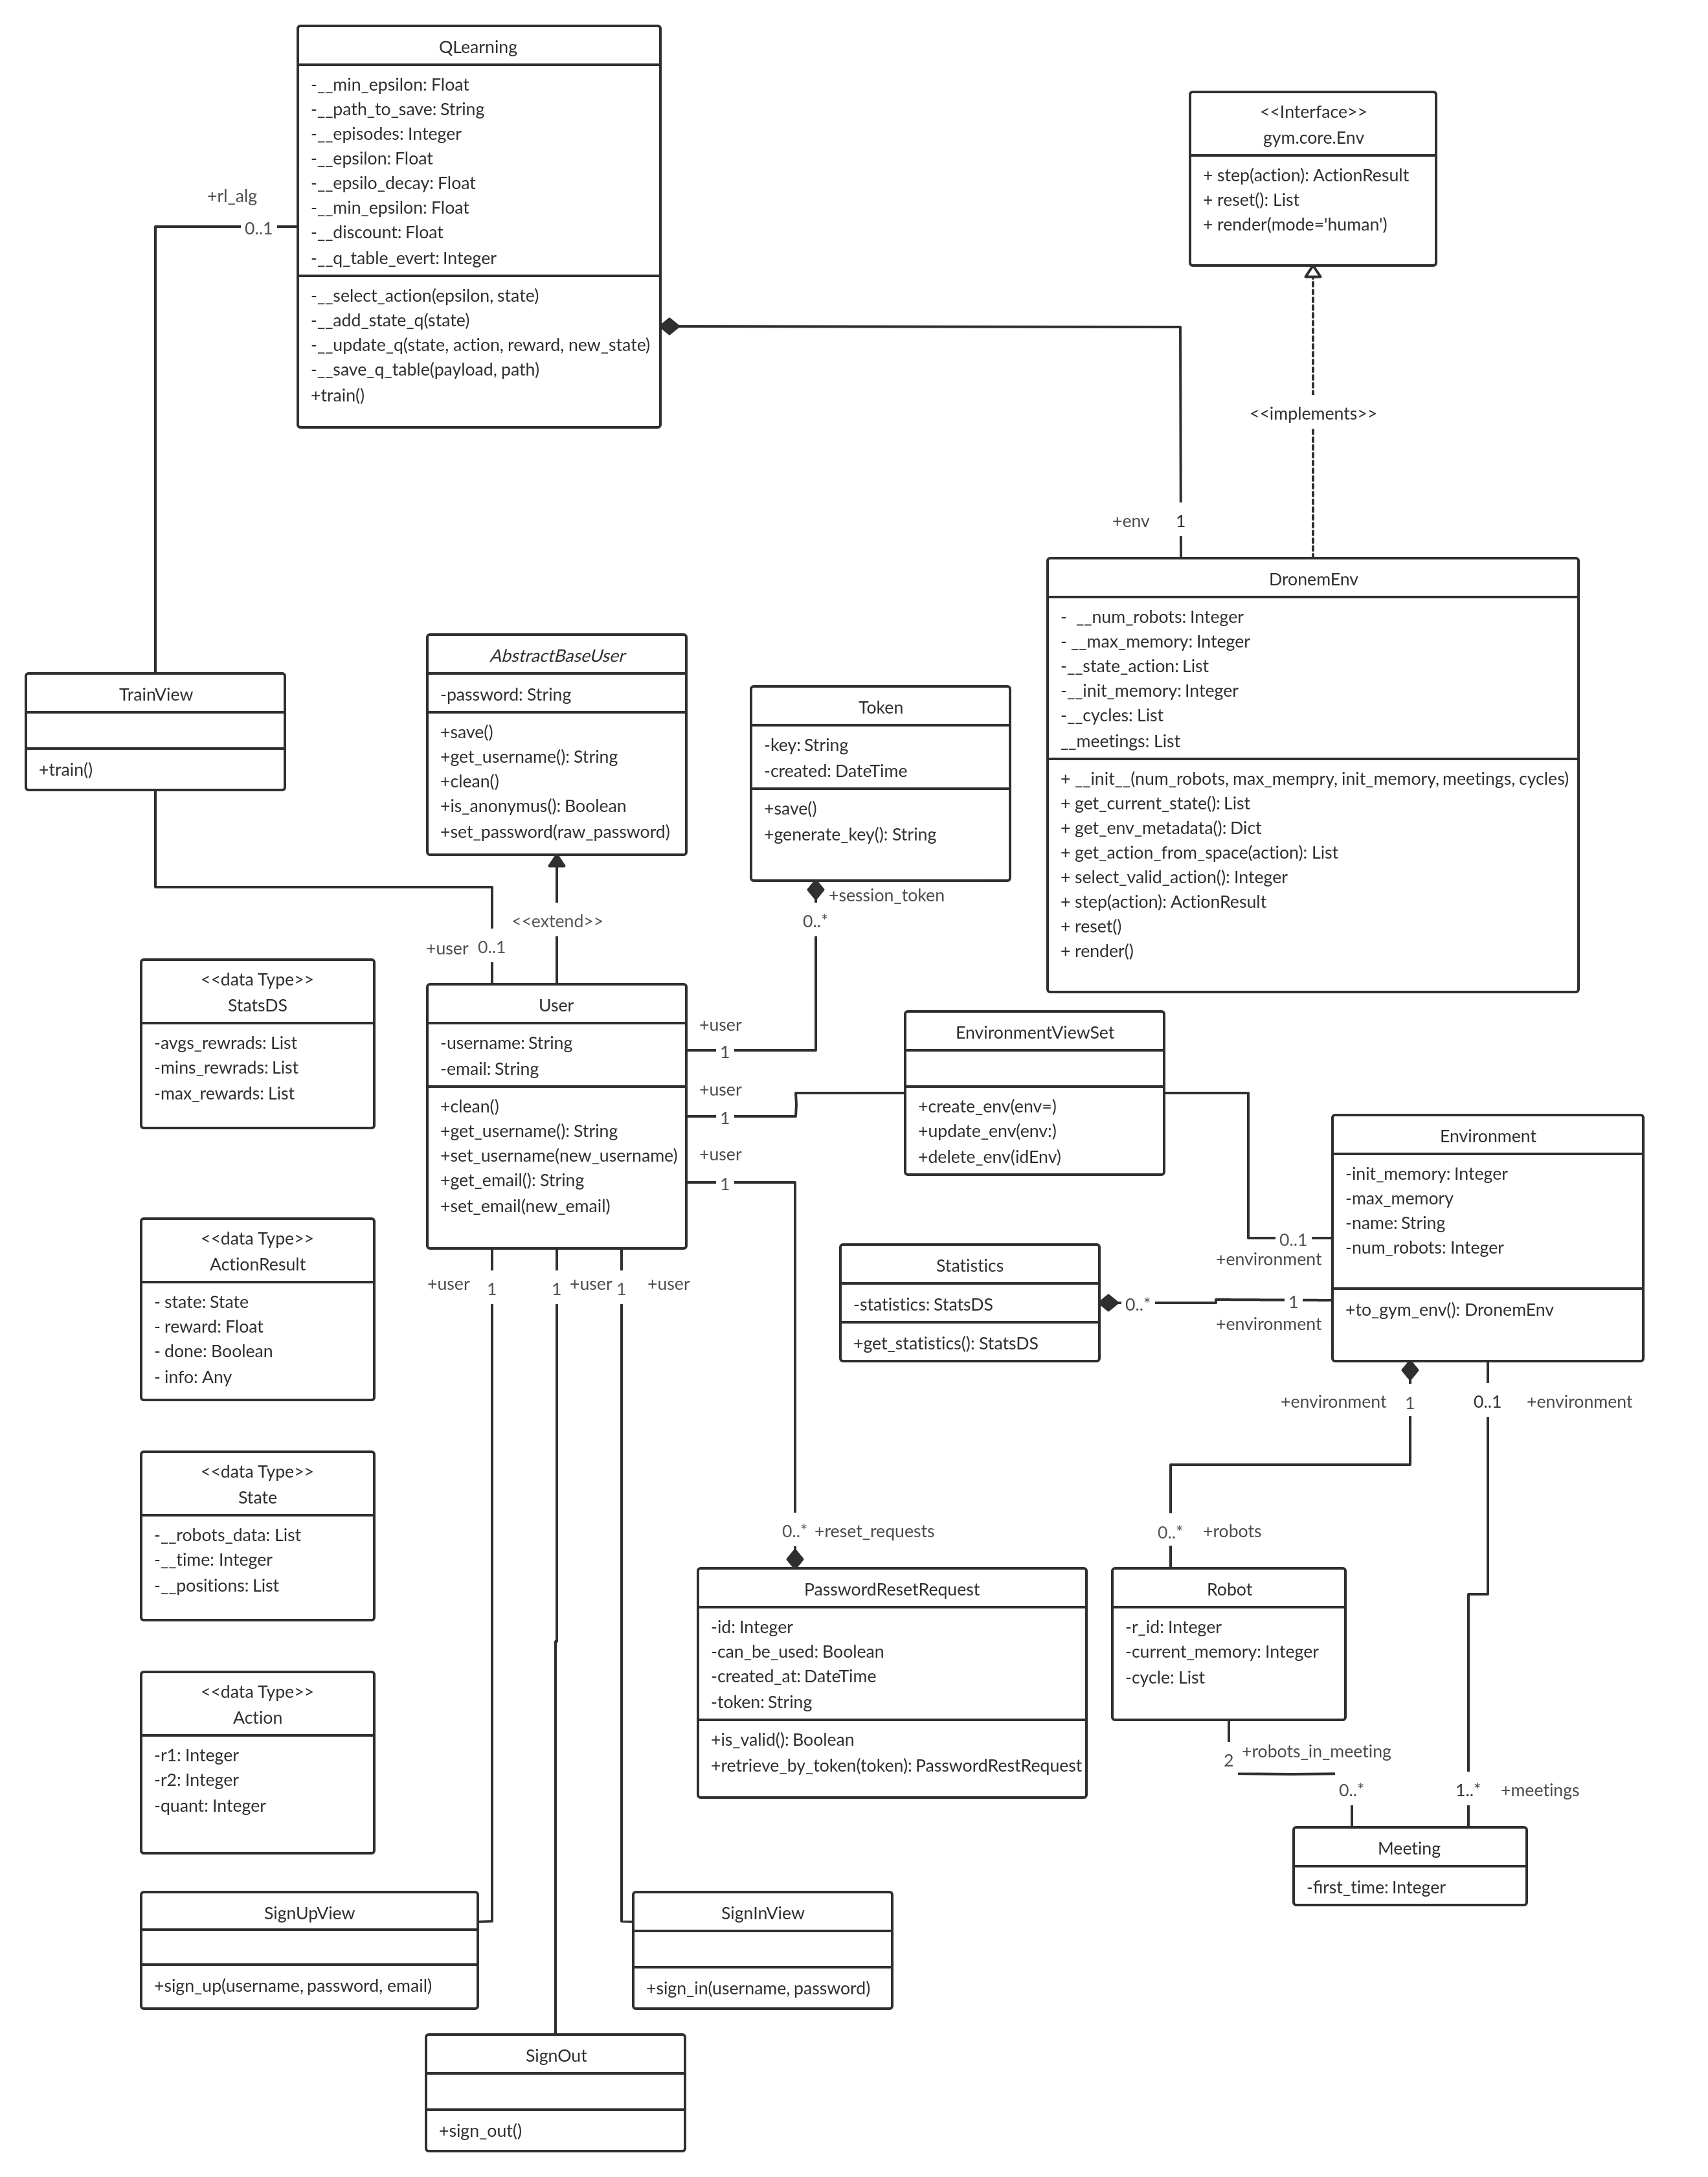 QLearning
-__min_epsilon: Float
-__path_to_save: String
-__episodes: Integer
-__epsilon: Float
-__epsilo_decay: Float
-__min_epsilon: Float
-__discount: Float
-__q_table_evert: Integer
-__select_action(epsilon, state)
-__add_state_q(state)
-__update_q(state, action, reward, new_state)
-__save_q_table(payload, path)
+train()
+rl_alg
0..1
<<Interface>>
gym.core.Env
+ step(action): ActionResult
+ reset(): List
+ render(mode='human')
<<implements>>
+env 1
DronemEnv
- __num_robots: Integer
- __max_memory: Integer
-__state_action: List
-__init_memory: Integer
-__cycles: List
__meetings: List
+ __init__(num_robots, max_mempry, init_memory, meetings, cycles)
+ get_current_state(): List
+ get_env_metadata(): Dict
+ get_action_from_space(action): List
+ select_valid_action(): Integer
+ step(action): ActionResult
+ reset()
+ render()
TrainView
+train()
AbstractBaseUser
-password: String
+save()
+get_username(): String
+clean()
+is_anonymus(): Boolean
+set_password(raw_password)
Token
-key: String
-created: DateTime
+save()
+generate_key(): String
+session_token
0..*
<<extend>>
+user 0..1
User
-username: String
-email: String
+clean()
+get_username(): String
+set_username(new_username)
+get_email(): String
+set_email(new_email)
+user
1
+user
1
+user
1
+user 1
1 +user
1 +user
<<data Type>>
StatsDS
-avgs_rewrads: List
-mins_rewrads: List
-max_rewards: List
EnvironmentViewSet
+create_env(env=)
+update_env(env:)
+delete_env(idEnv)
Environment
-init_memory: Integer
-max_memory
-name: String
-num_robots: Integer
+to_gym_env(): DronemEnv
0..1
+environment
1
+environment
0..*
Statistics
-statistics: StatsDS
+get_statistics(): StatsDS
+environment 1
0..1 +environment
<<data Type>>
ActionResult
- state: State
- reward: Float
- done: Boolean
- info: Any
<<data Type>>
State
-__robots_data: List
-__time: Integer
-__positions: List
0..* +reset_requests
PasswordResetRequest
-id: Integer
-can_be_used: Boolean
-created_at: DateTime
-token: String
+is_valid(): Boolean
+retrieve_by_token(token): PasswordRestRequest
0..* +robots
Robot
-r_id: Integer
-current_memory: Integer
-cycle: List
2 +robots_in_meeting
0..*
1..* +meetings
Meeting
-first_time: Integer
<<data Type>>
Action
-r1: Integer
-r2: Integer
-quant: Integer
SignUpView
+sign_up(username, password, email)
SignInView
+sign_in(username, password)
SignOut
+sign_out()